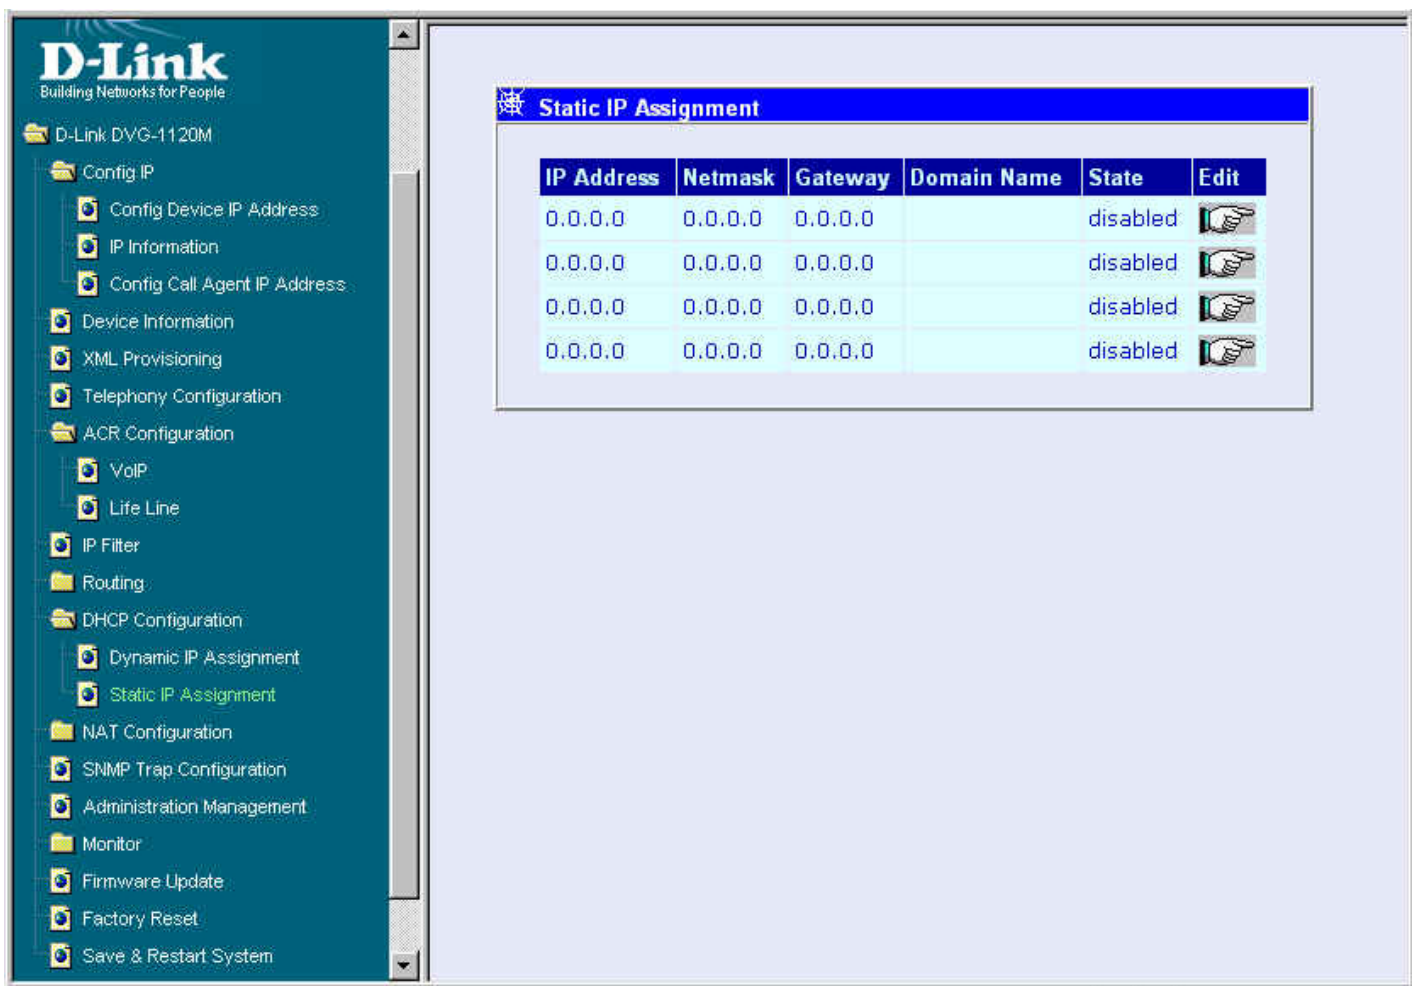 D-Link
Building Networks for People
D-Link DVG-1120M
Config IP
Config Device IP Address
IP Information
Config Call Agent IP Address
Device Information
XML Provisioning
Telephony Configuration
ACR Configuration
VoIP
Life Line
IP Filter
Routing
DHCP Configuration
Dynamic IP Assignment
Static IP Assignment
NAT Configuration
SNMP Trap Configuration
Administration Management
Monitor
Firmware Update
Factory Reset
Save & Restart System
Static IP Assignment
IP Address Netmask Gateway Domain Name State Edit
0.0.0.0 0.0.0.0 0.0.0.0 disabled
0.0.0.0 0.0.0.0 0.0.0.0 disabled
0.0.0.0 0.0.0.0 0.0.0.0 disabled
0.0.0.0 0.0.0.0 0.0.0.0 disabled